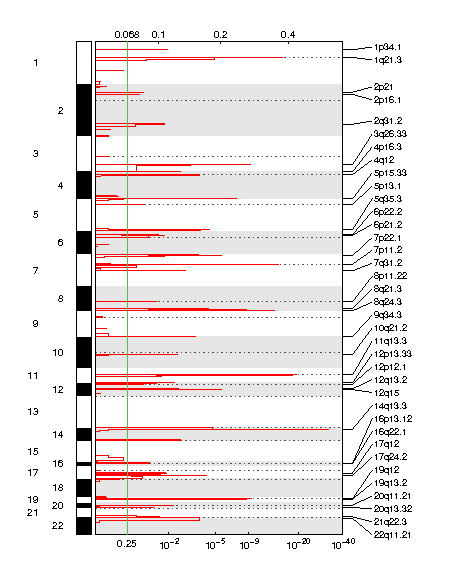 0.068 0.1 0.2 0.4
1
2
3
4
5
6
7
8
9
10
11
12
13
14
15
16
17
18
19
20
21
22
1p34.1
1q21.3
2p21
2p16.1
2q31.2
3q26.33
4p16.3
4q12
5p15.33
5p13.1
5q35.3
6p22.2
6p21.2
7p22.1
7p11.2
7q31.2
8p11.22
8q21.3
8q24.3
9q34.3
10q21.2
11q13.3
12p13.33
12p12.1
12q13.2
12q15
14q13.3
16p13.12
16q22.1
17q12
17q24.2
19q12
19q13.2
20q11.21
20q13.32
21q22.3
22q11.21
0.25 10⁻² 10⁻⁵ 10⁻⁹ 10⁻²⁰ 10⁻⁴⁰